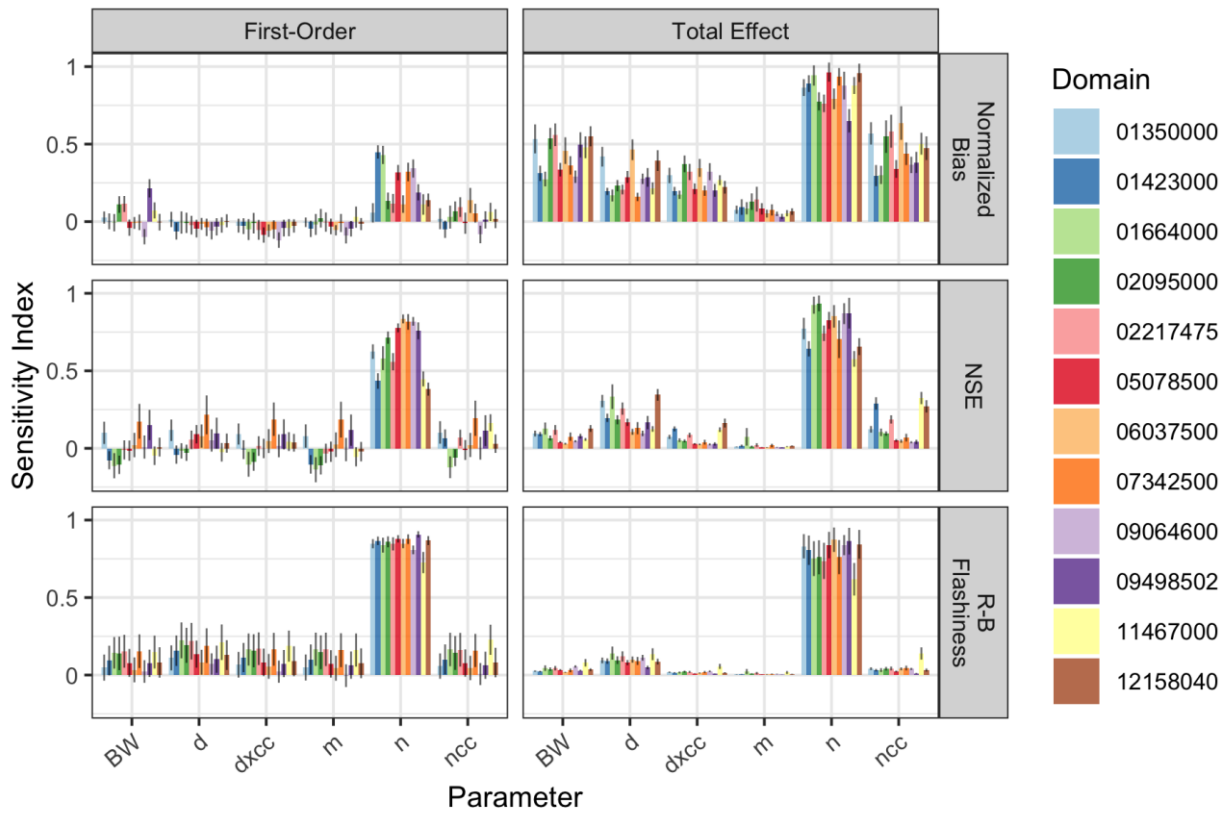 First-Order
Total Effect
Sensitivity Index
1
0.5
0
Normalized
Bias
1
0.5
0
NSE
1
0.5
0
R-B
Flashiness
BW
d
dxcc
m
n
ncc
BW
d
dxcc
m
n
ncc
Parameter
Domain
01350000
01423000
01664000
02095000
02217475
05078500
06037500
07342500
09064600
09498502
11467000
12158040